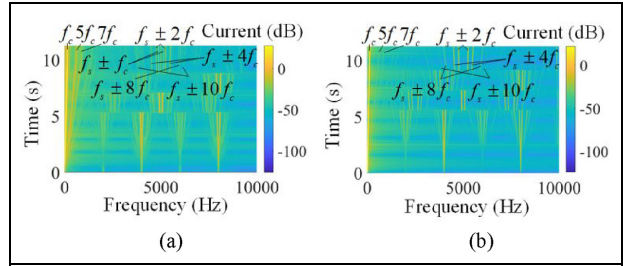 f_c 5f_c 7f_c f_s ± 2f_c Current (dB)
f_s ± f_c f_s ± 4f_c
f_s ± 8f_c f_s ± 10f_c
10
5
0
Time (s)
0 5000 10000
Frequency (Hz)
0
-50
-100
(a)
f_c 5f_c 7f_c f_s ± 2f_c Current (dB)
f_s ± 4f_c
f_s ± 8f_c f_s ± 10f_c
10
5
0
Time (s)
0 5000 10000
Frequency (Hz)
0
-50
-100
(b)